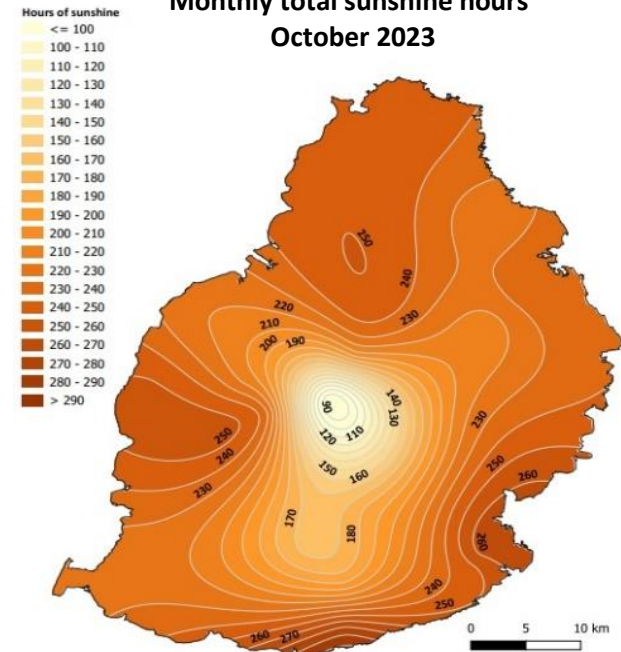 Monthly total sunshine hours
October 2023
Hours of sunshine
<= 100
100 - 110
110 - 120
120 - 130
130 - 140
140 - 150
150 - 160
160 - 170
170 - 180
180 - 190
190 - 200
200 - 210
210 - 220
220 - 230
230 - 240
240 - 250
250 - 260
260 - 270
270 - 280
280 - 290
> 290
250
240
220
210
230
200
190
140
90
130
120
110
230
250
240
150
160
250
260
230
170
180
260
240
250
260
270
0 5 10 km